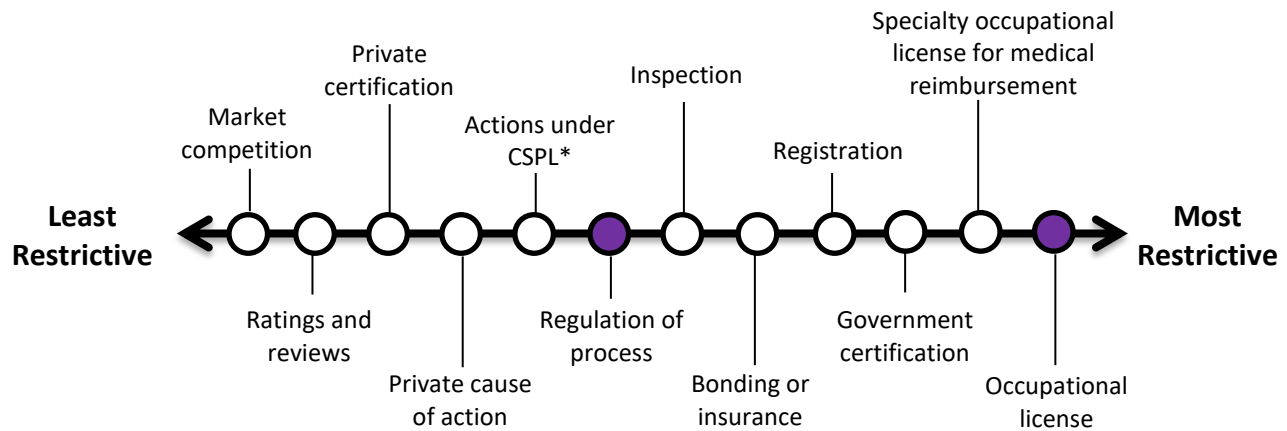 Least
Restrictive
Market
competition
Ratings and
reviews
Private
certification
Private cause
of action
Actions under
CSPL*
Regulation of
process
Inspection
Bonding or
insurance
Registration
Government
certification
Specialty occupational
license for medical
reimbursement
Occupational
license
Most
Restrictive